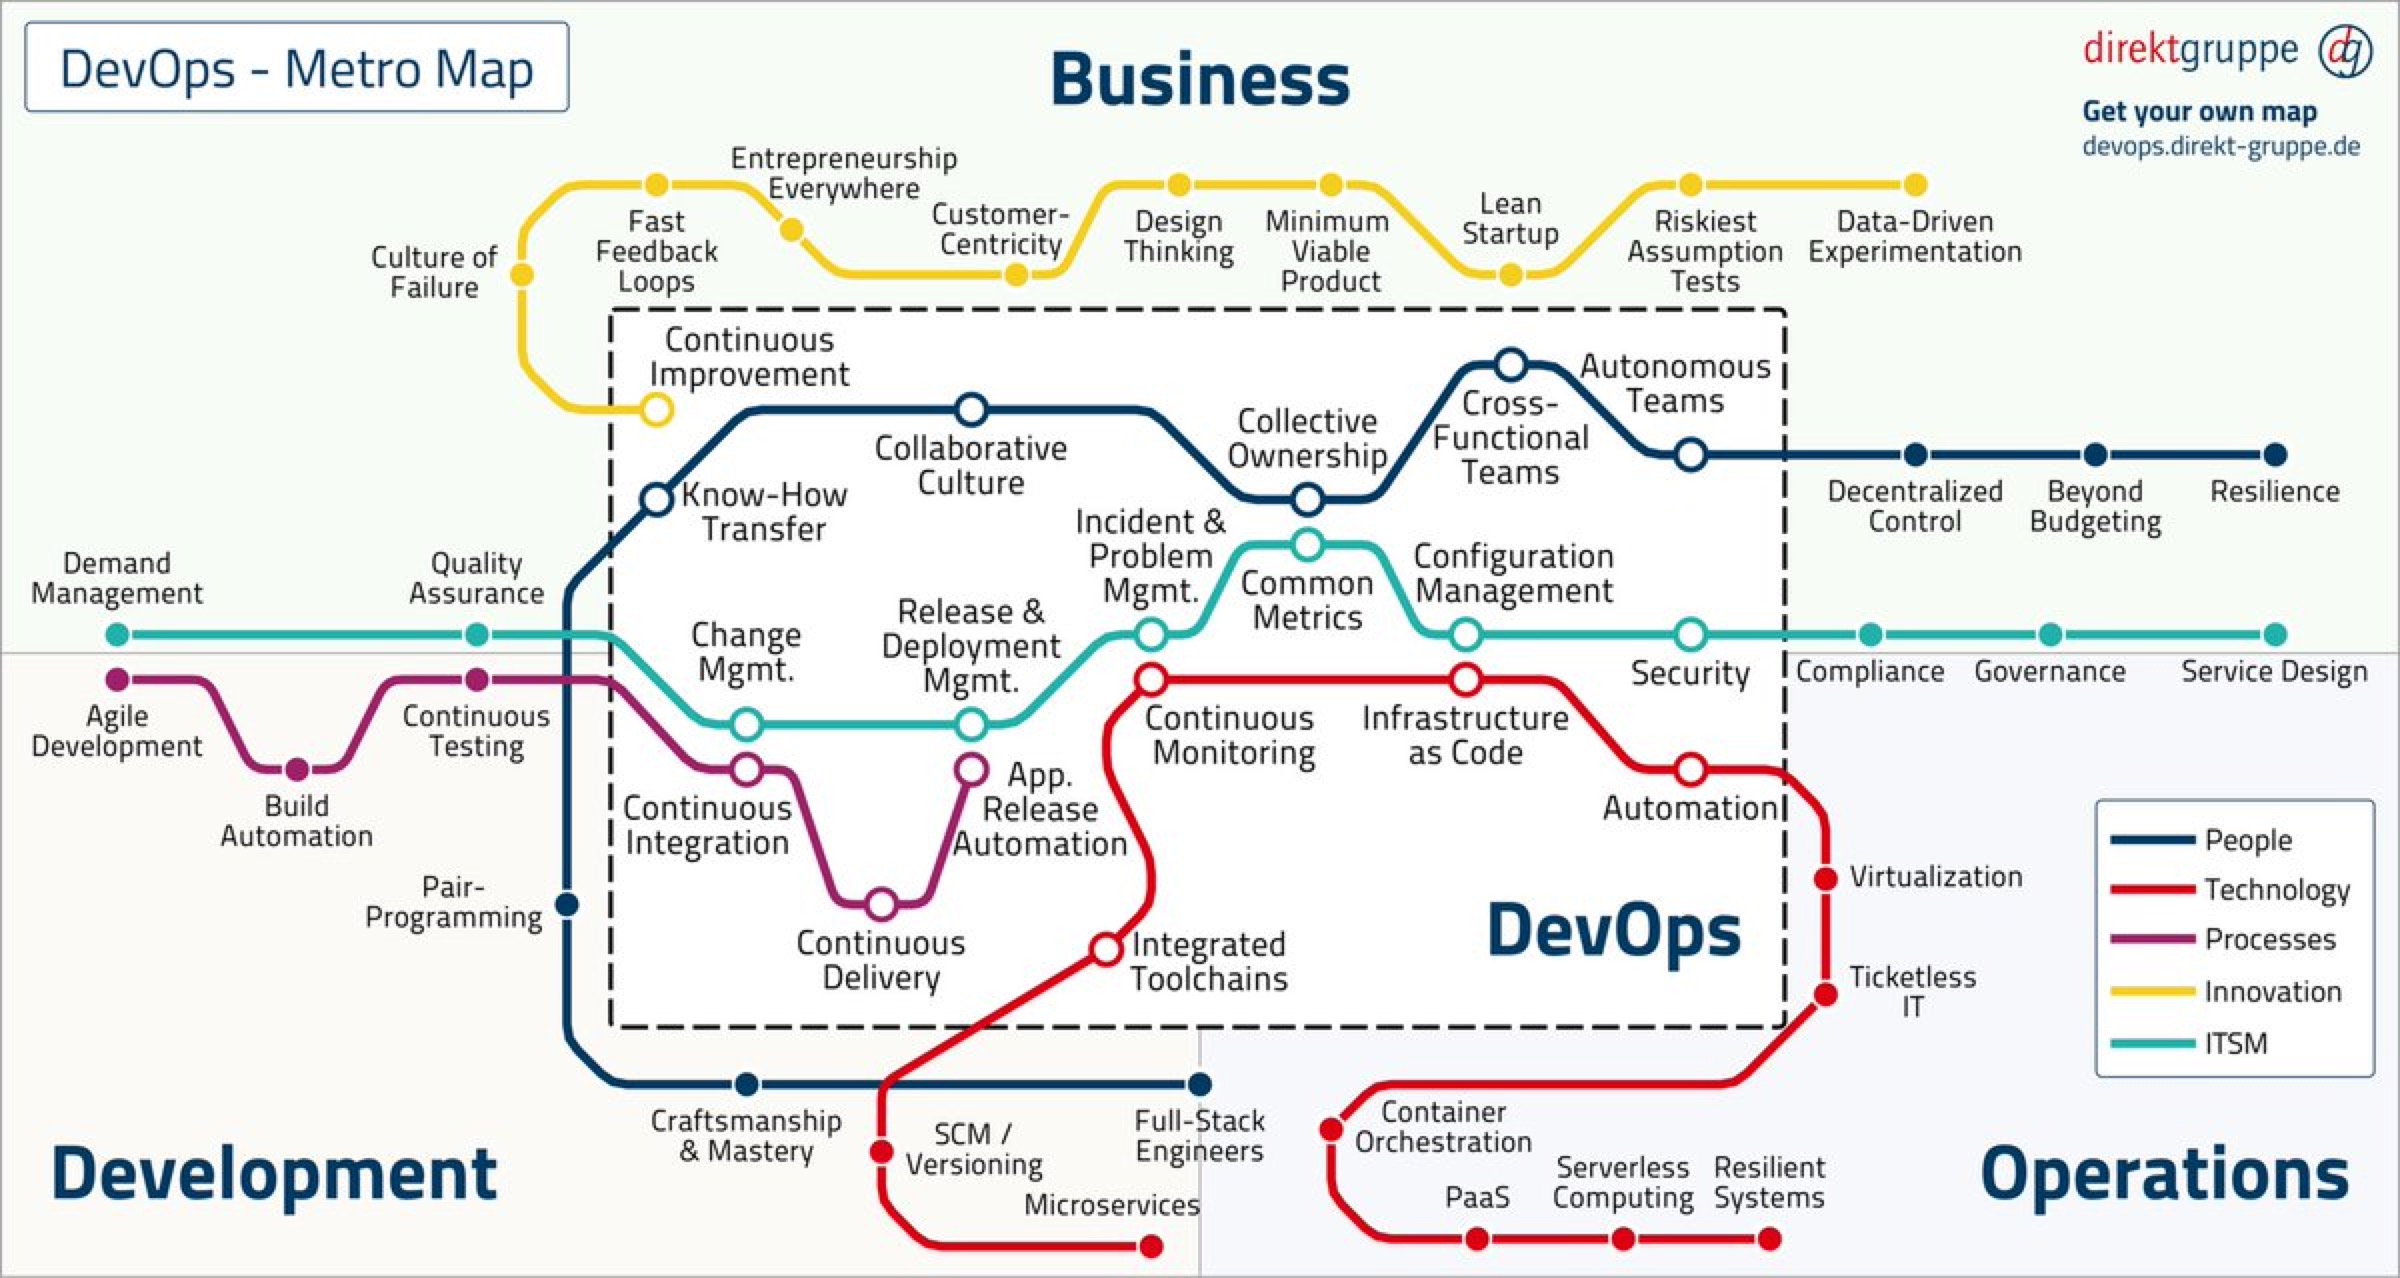 DevOps - Metro Map
Business
direktgruppe dg
Get your own map
devops.direkt-gruppe.de
Culture of
Failure
Fast
Feedback
Loops
Entrepreneurship
Everywhere
Customer-
Centricity
Design
Thinking
Minimum
Viable
Product
Lean
Startup
Riskiest
Assumption
Tests
Data-Driven
Experimentation
Continuous
Improvement
Know-How
Transfer
Collaborative
Culture
Collective
Ownership
Cross-
Functional
Teams
Autonomous
Teams
Decentralized
Control
Beyond
Budgeting
Resilience
Demand
Management
Quality
Assurance
Change
Mgmt.
Release &
Deployment
Mgmt.
Incident &
Problem
Mgmt.
Common
Metrics
Configuration
Management
Security
Compliance
Governance
Service Design
Agile
Development
Build
Automation
Continuous
Testing
Continuous
Integration
Continuous
Delivery
App.
Release
Automation
Continuous
Monitoring
Infrastructure
as Code
Automation
Integrated
Toolchains
DevOps
Virtualization
Ticketless
IT
Pair-
Programming
Craftsmanship
& Mastery
SCM /
Versioning
Microservices
Full-Stack
Engineers
Container
Orchestration
PaaS
Serverless
Computing
Resilient
Systems
People
Technology
Processes
Innovation
ITSM
Development
Operations